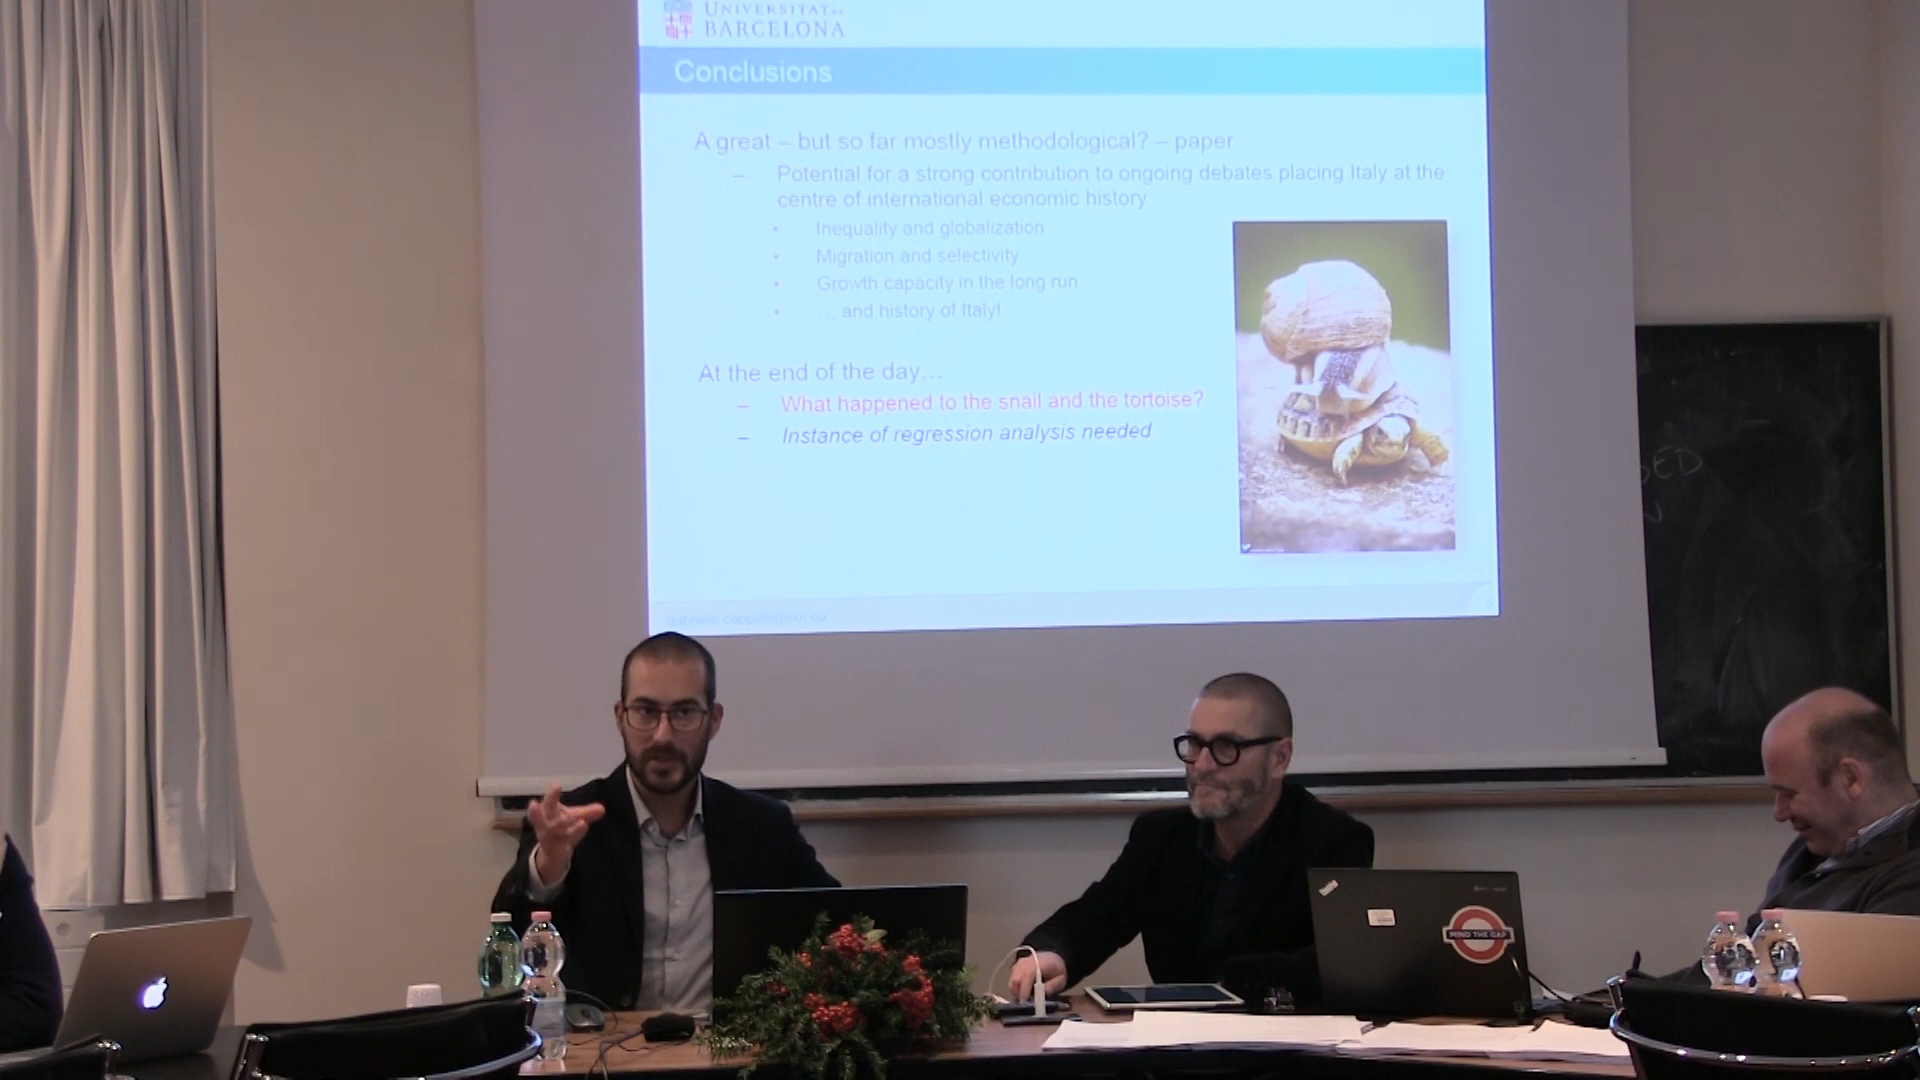 UNIVERSITAT DE
BARCELONA
Conclusions
A great – but so far mostly methodological? – paper
– Potential for a strong contribution to ongoing debates placing Italy at the
centre of international economic history
• Inequality and globalization
• Migration and selectivity
• Growth capacity in the long run
• … and history of Italy!
At the end of the day…
– What happened to the snail and the tortoise?
– Instance of regression analysis needed
MIND THE GAP